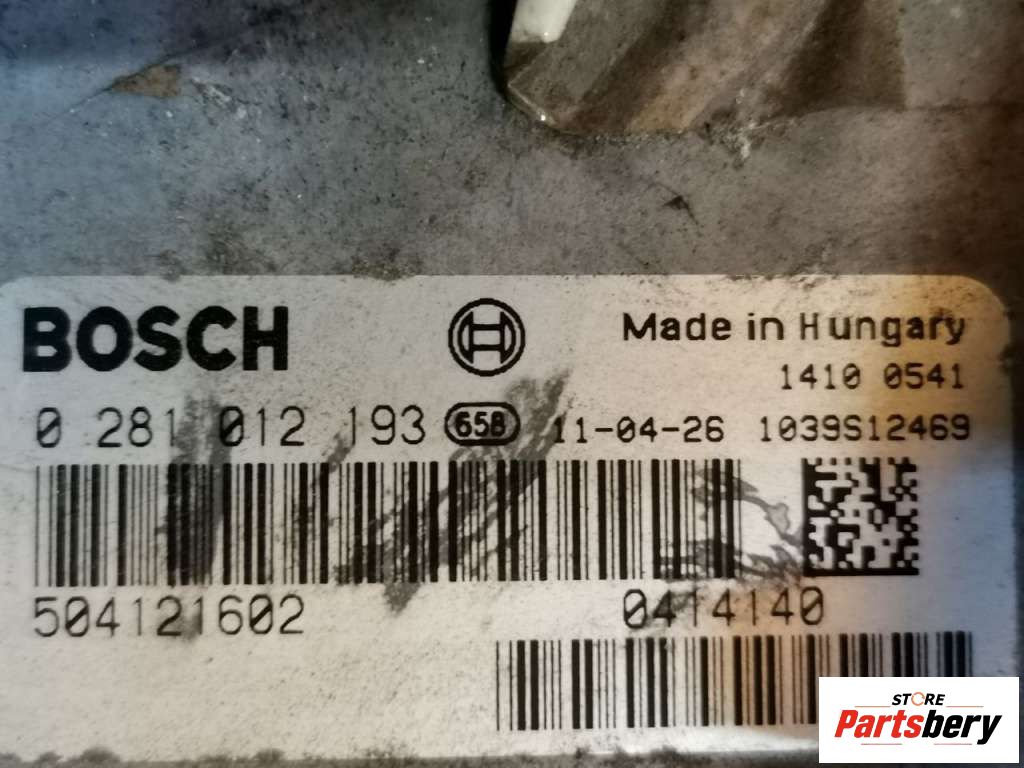 BOSCH
Made in Hungary
1410 0541
0 281 012 193 658 11-04-26 1039S12469
504121602 0414140
STORE
Partsbery